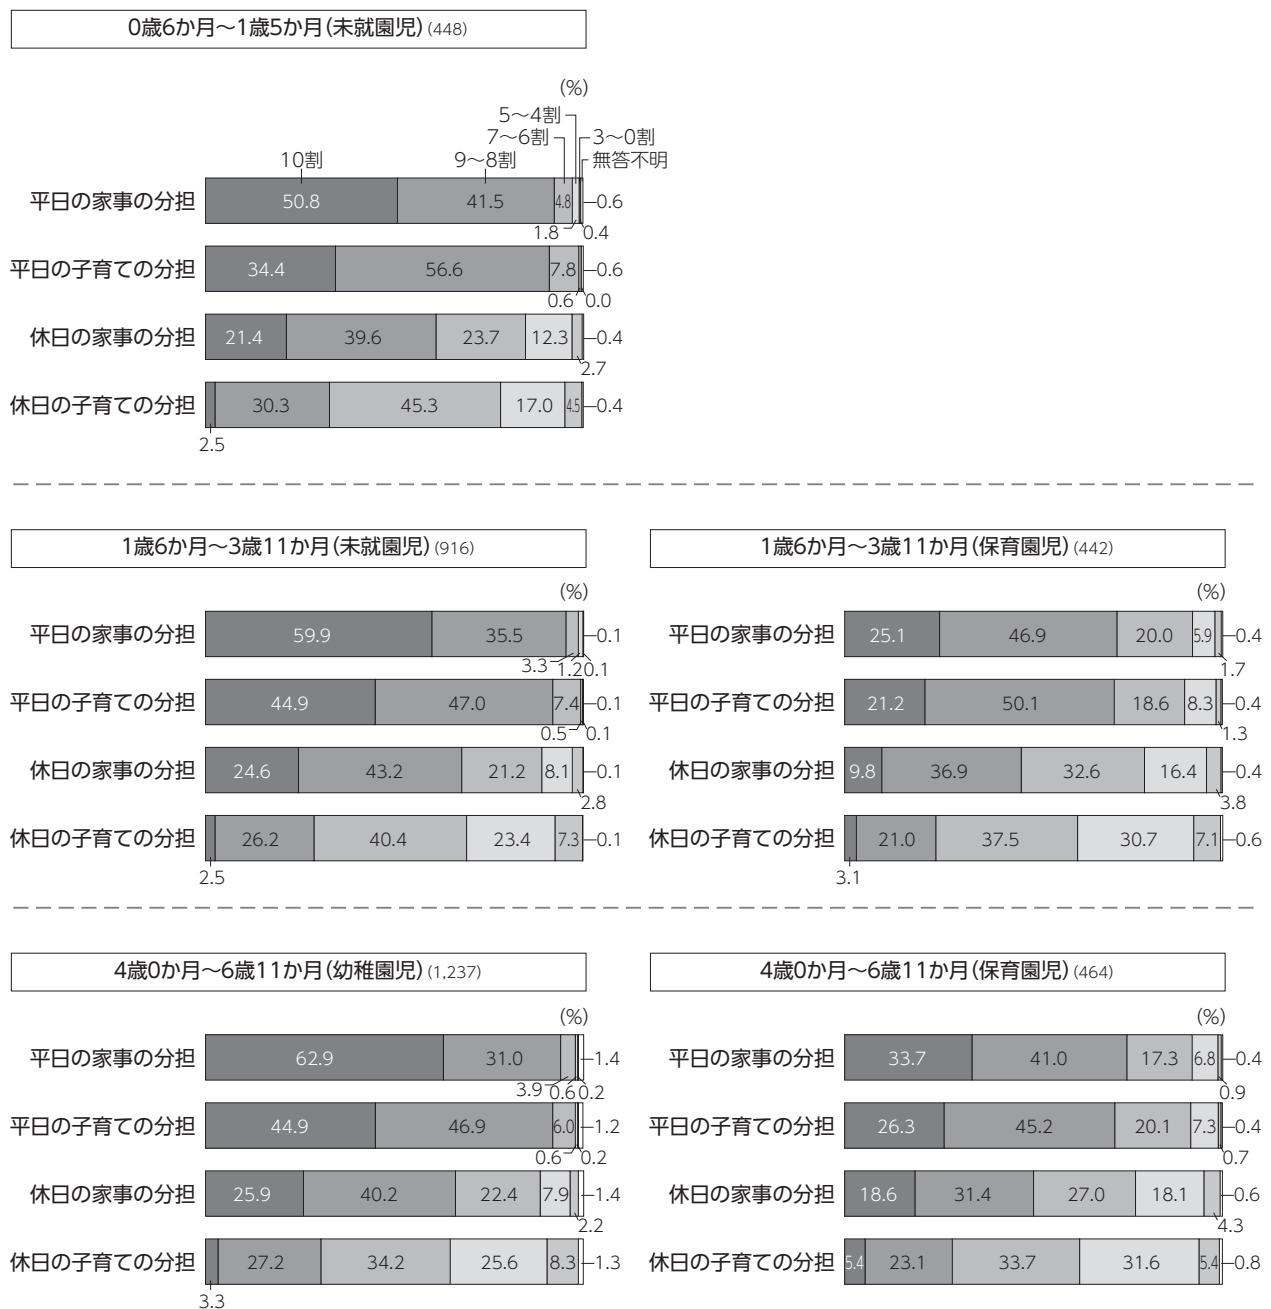 0歳6か月～1歳5か月（未就園児）(448)
(%)
5～4割
7～6割 3～0割
10割 9～8割 無答不明
平日の家事の分担 50.8 41.5 4.8 0.6
1.8 0.4
平日の子育ての分担 34.4 56.6 7.8 0.6
0.6 0.0
休日の家事の分担 21.4 39.6 23.7 12.3 0.4
2.7
休日の子育ての分担 30.3 45.3 17.0 4.5 0.4
2.5
1歳6か月～3歳11か月（未就園児）(916)
(%)
平日の家事の分担 59.9 35.5 0.1
3.3 1.2 0.1
平日の子育ての分担 44.9 47.0 7.4 0.1
0.5 0.1
休日の家事の分担 24.6 43.2 21.2 8.1 0.1
2.8
休日の子育ての分担 26.2 40.4 23.4 7.3 0.1
2.5
1歳6か月～3歳11か月（保育園児）(442)
(%)
平日の家事の分担 25.1 46.9 20.0 5.9 0.4
1.7
平日の子育ての分担 21.2 50.1 18.6 8.3 0.4
1.3
休日の家事の分担 9.8 36.9 32.6 16.4 0.4
3.8
休日の子育ての分担 21.0 37.5 30.7 7.1 0.6
3.1
4歳0か月～6歳11か月（幼稚園児）(1,237)
(%)
平日の家事の分担 62.9 31.0 1.4
3.9 0.6 0.2
平日の子育ての分担 44.9 46.9 6.0 1.2
0.6 0.2
休日の家事の分担 25.9 40.2 22.4 7.9 1.4
2.2
休日の子育ての分担 27.2 34.2 25.6 8.3 1.3
3.3
4歳0か月～6歳11か月（保育園児）(464)
(%)
平日の家事の分担 33.7 41.0 17.3 6.8 0.4
0.9
平日の子育ての分担 26.3 45.2 20.1 7.3 0.4
0.7
休日の家事の分担 18.6 31.4 27.0 18.1 0.6
4.3
休日の子育ての分担 5.4 23.1 33.7 31.6 5.4 0.8